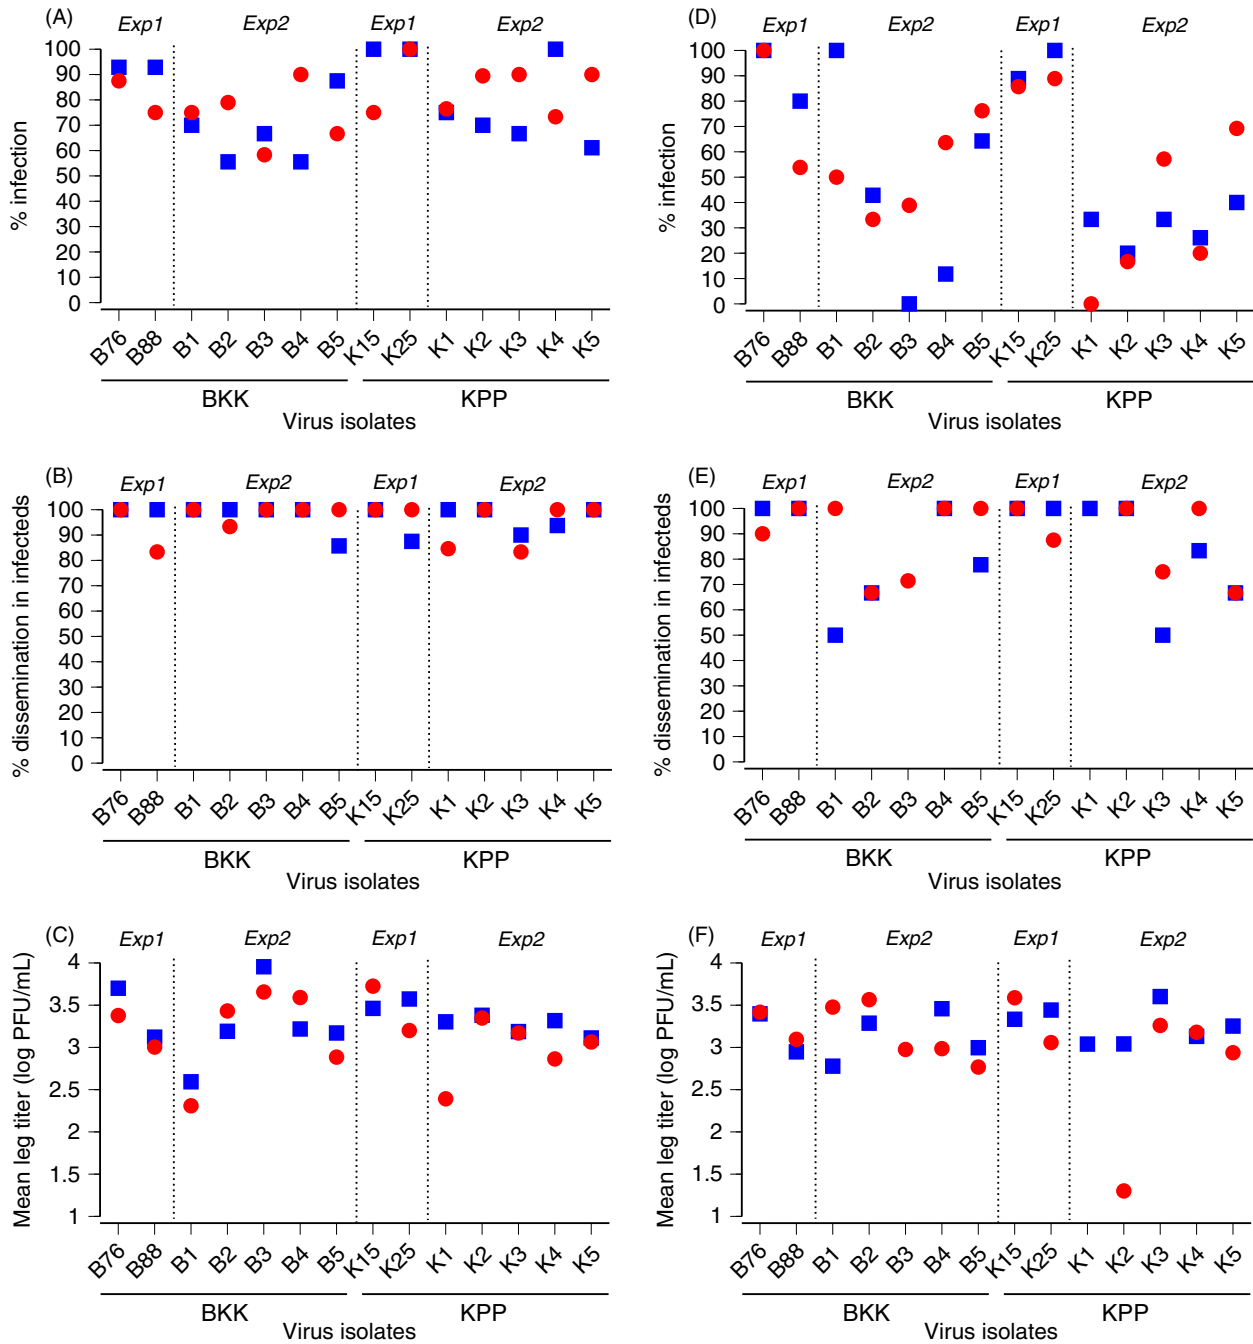 (A)
Exp1 Exp2 Exp1 Exp2
100
90
80
70
60
50
40
30
20
10
0
% infection
B76 B88 B1 B2 B3 B4 B5 K15 K25 K1 K2 K3 K4 K5
BKK KPP
Virus isolates
(D)
Exp1 Exp2 Exp1 Exp2
100
90
80
70
60
50
40
30
20
10
0
% infection
B76 B88 B1 B2 B3 B4 B5 K15 K25 K1 K2 K3 K4 K5
BKK KPP
Virus isolates
(B)
Exp1 Exp2 Exp1 Exp2
100
90
80
70
60
50
40
30
20
10
0
% dissemination in infecteds
B76 B88 B1 B2 B3 B4 B5 K15 K25 K1 K2 K3 K4 K5
BKK KPP
Virus isolates
(E)
Exp1 Exp2 Exp1 Exp2
100
90
80
70
60
50
40
30
20
10
0
% dissemination in infecteds
B76 B88 B1 B2 B3 B4 B5 K15 K25 K1 K2 K3 K4 K5
BKK KPP
Virus isolates
(C)
Exp1 Exp2 Exp1 Exp2
4
3.5
3
2.5
2
1.5
1
Mean leg titer (log PFU/mL)
B76 B88 B1 B2 B3 B4 B5 K15 K25 K1 K2 K3 K4 K5
BKK KPP
Virus isolates
(F)
Exp1 Exp2 Exp1 Exp2
4
3.5
3
2.5
2
1.5
1
Mean leg titer (log PFU/mL)
B76 B88 B1 B2 B3 B4 B5 K15 K25 K1 K2 K3 K4 K5
BKK KPP
Virus isolates